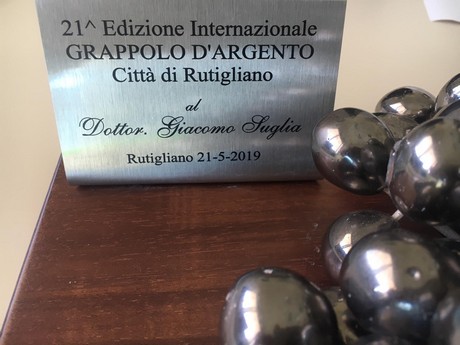 21^ Edizione Internazionale
GRAPPOLO D'ARGENTO
Città di Rutigliano
al
Dottor. Giacomo Suglia
Rutigliano 21-5-2019